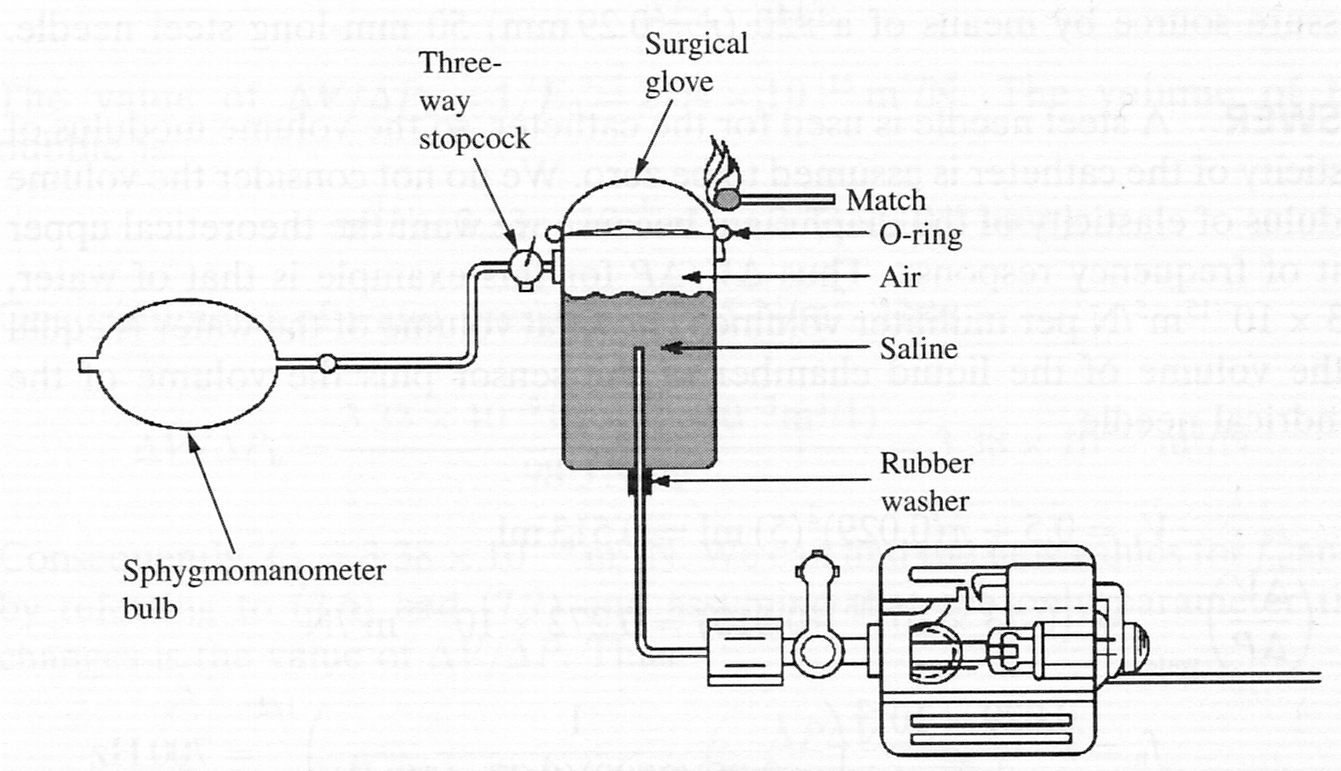 Surgical
glove
Three-
way
stopcock
Match
O-ring
Air
Saline
Rubber
washer
Sphygmomanometer
bulb